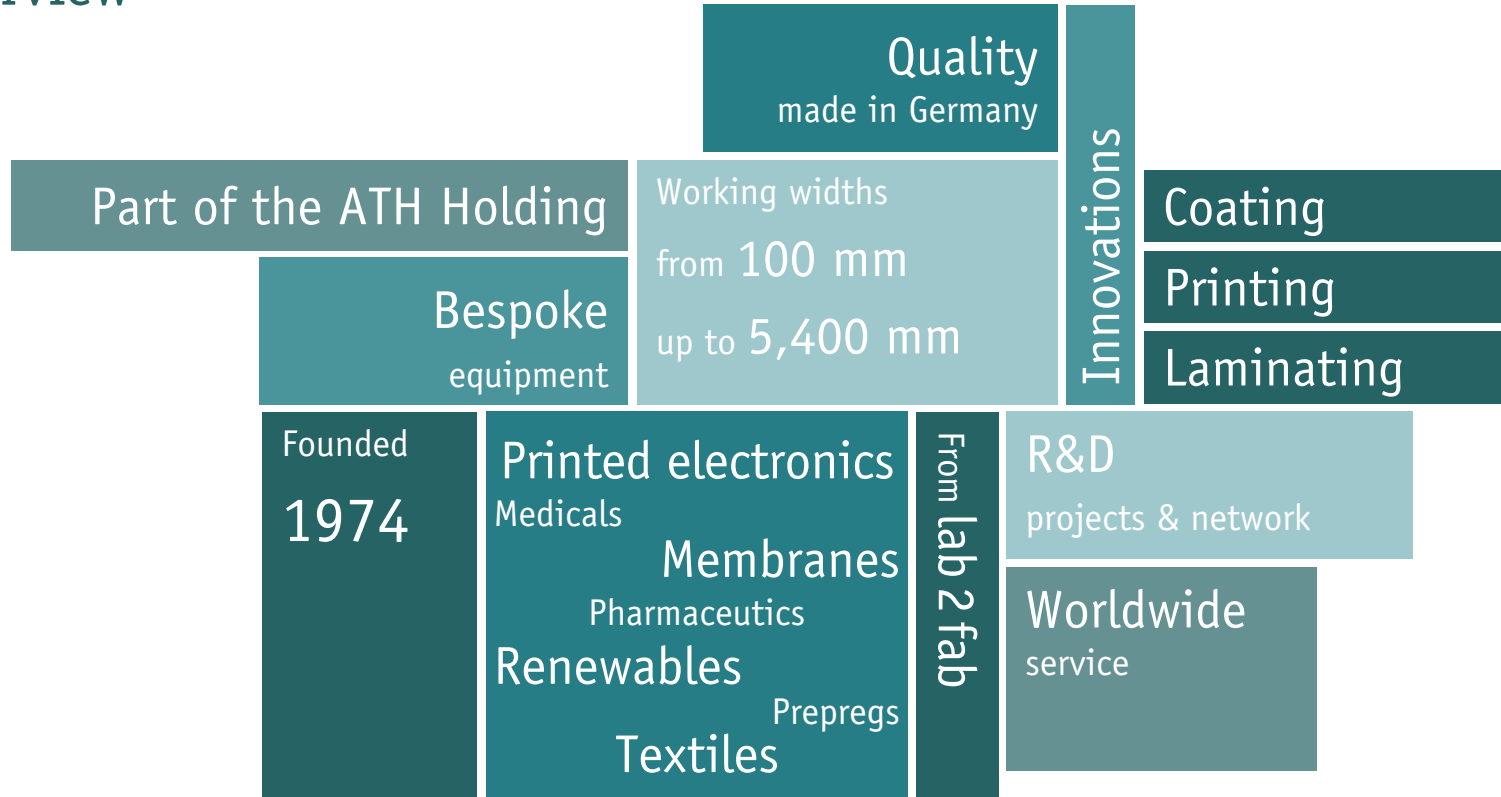 Quality
made in Germany
Innovations
Part of the ATH Holding
Working widths
from 100 mm
up to 5,400 mm
Coating
Printing
Laminating
Bespoke
equipment
Founded
1974
Printed electronics
Medicals
Membranes
Pharmaceutics
Renewables
Prepregs
Textiles
From lab 2 fab
R&D
projects & network
Worldwide
service